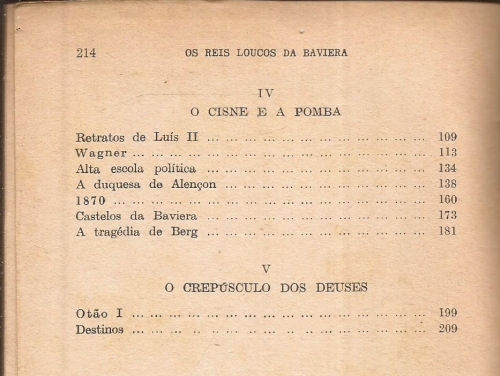 214 OS REIS LOUCOS DA BAVIERA
IV
O CISNE E A POMBA
Retratos de Luís II ... ... ... ... ... ... ... ... ... ... 109
Wagner ... ... ... ... ... ... ... ... ... ... ... ... ... 113
Alta escola política ... ... ... ... ... ... ... ... ... ... 134
A duquesa de Alençon ... ... ... ... ... ... ... ... ... 138
1870 ... ... ... ... ... ... ... ... ... ... ... ... ... ... 160
Castelos da Baviera ... ... ... ... ... ... ... ... ... ... 173
A tragédia de Berg ... ... ... ... ... ... ... ... ... ... 181
V
O CREPÚSCULO DOS DEUSES
Otão I ... ... ... ... ... ... ... ... ... ... ... ... ... 199
Destinos ... ... ... ... ... ... ... ... ... ... ... ... ... 209